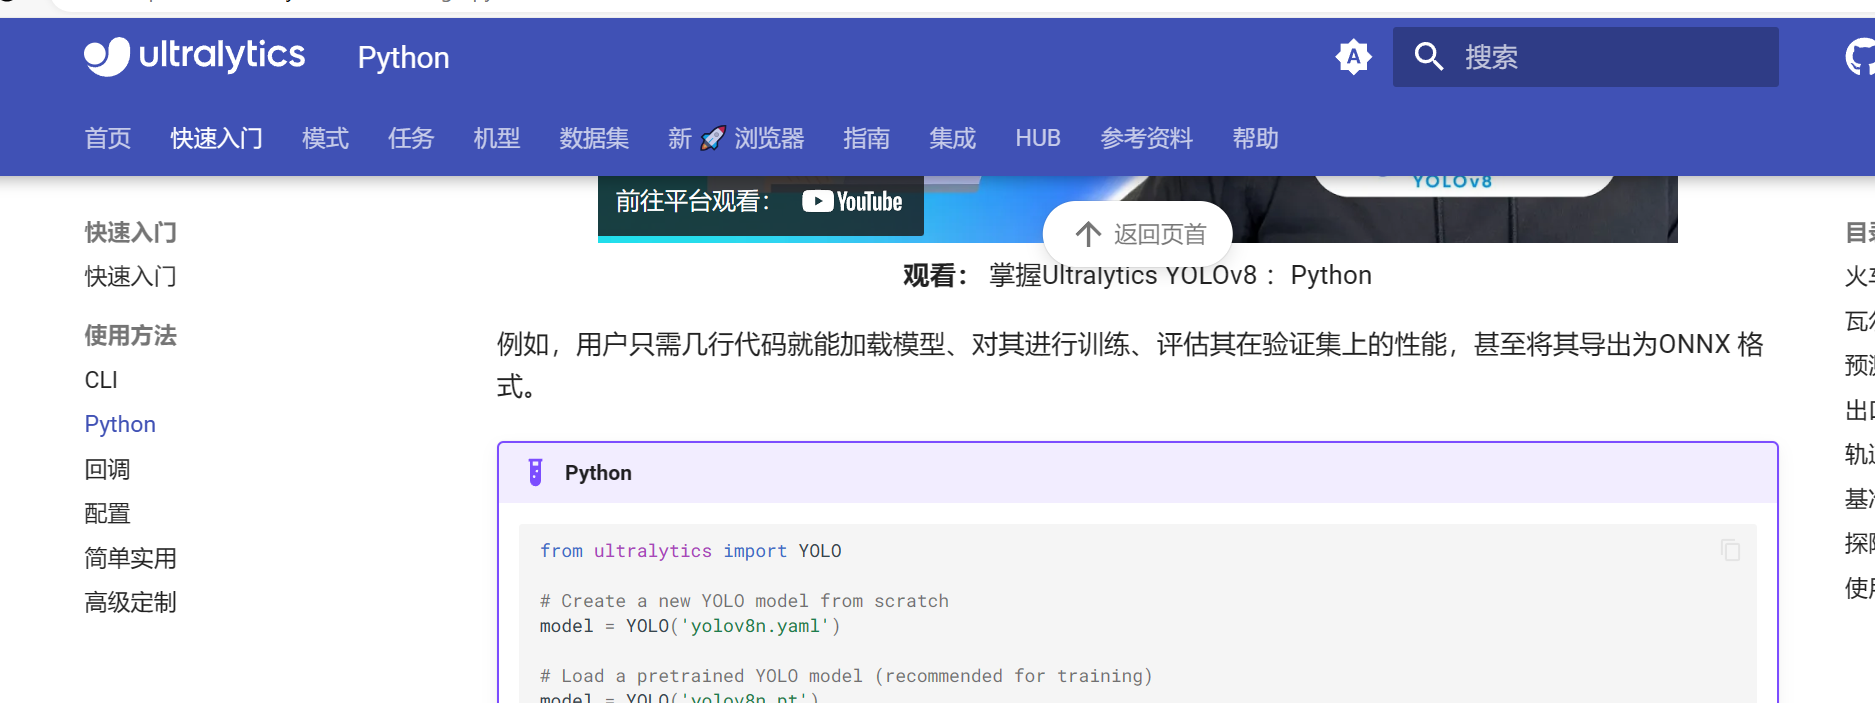 ultralytics Python 搜索
首页 快速入门 模式 任务 机型 数据集 新 🚀 浏览器 指南 集成 HUB 参考资料 帮助
前往平台观看： YouTube
YOLOv8
返回页首
观看： 掌握Ultralytics YOLOv8 ：Python
快速入门
快速入门
使用方法
CLI
Python
回调
配置
简单实用
高级定制
例如，用户只需几行代码就能加载模型、对其进行训练、评估其在验证集上的性能，甚至将其导出为ONNX 格
式。
Python
from ultralytics import YOLO
# Create a new YOLO model from scratch
model = YOLO('yolov8n.yaml')
# Load a pretrained YOLO model (recommended for training)
model = YOLO('yolov8n.pt')
目
火
瓦
预
出
轨
基
探
使